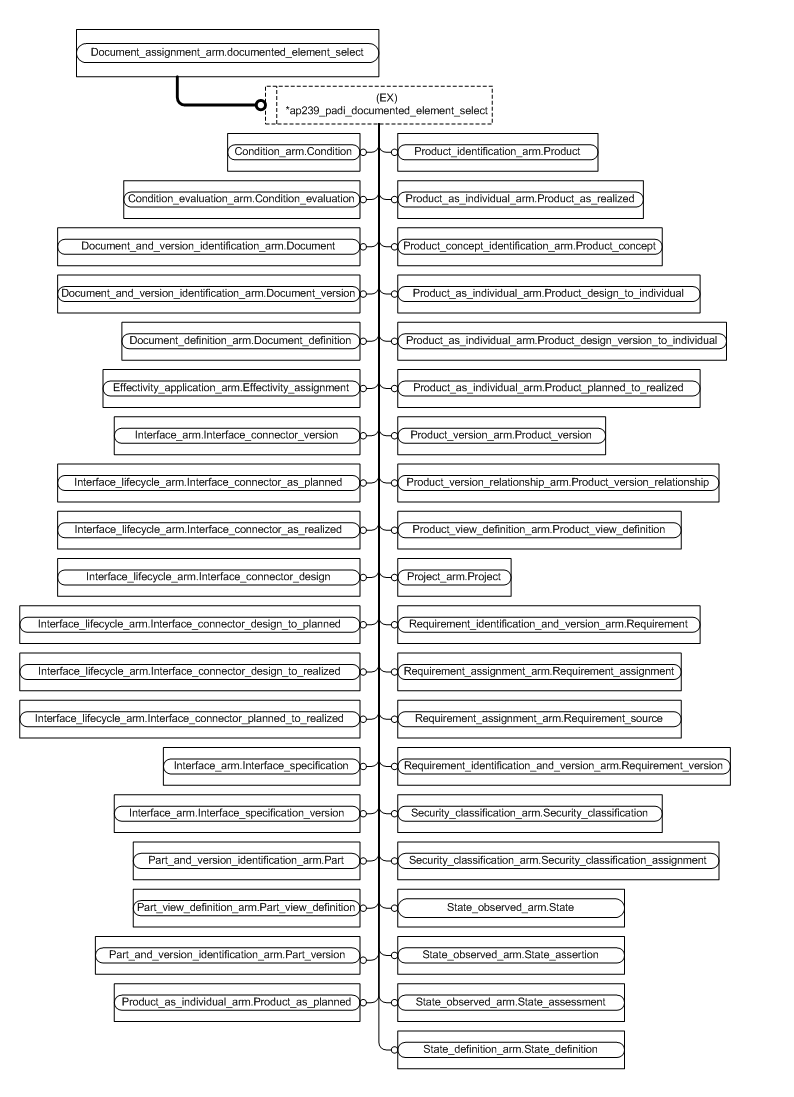 Document_assignment_arm.documented_element_select
(EX)
*ap239_padi_documented_element_select
Condition_arm.Condition
Product_identification_arm.Product
Condition_evaluation_arm.Condition_evaluation
Product_as_individual_arm.Product_as_realized
Document_and_version_identification_arm.Document
Product_concept_identification_arm.Product_concept
Document_and_version_identification_arm.Document_version
Product_as_individual_arm.Product_design_to_individual
Document_definition_arm.Document_definition
Product_as_individual_arm.Product_design_version_to_individual
Effectivity_application_arm.Effectivity_assignment
Product_as_individual_arm.Product_planned_to_realized
Interface_arm.Interface_connector_version
Product_version_arm.Product_version
Interface_lifecycle_arm.Interface_connector_as_planned
Product_version_relationship_arm.Product_version_relationship
Interface_lifecycle_arm.Interface_connector_as_realized
Product_view_definition_arm.Product_view_definition
Interface_lifecycle_arm.Interface_connector_design
Project_arm.Project
Interface_lifecycle_arm.Interface_connector_design_to_planned
Requirement_identification_and_version_arm.Requirement
Interface_lifecycle_arm.Interface_connector_design_to_realized
Requirement_assignment_arm.Requirement_assignment
Interface_lifecycle_arm.Interface_connector_planned_to_realized
Requirement_assignment_arm.Requirement_source
Interface_arm.Interface_specification
Requirement_identification_and_version_arm.Requirement_version
Interface_arm.Interface_specification_version
Security_classification_arm.Security_classification
Part_and_version_identification_arm.Part
Security_classification_arm.Security_classification_assignment
Part_view_definition_arm.Part_view_definition
State_observed_arm.State
Part_and_version_identification_arm.Part_version
State_observed_arm.State_assertion
Product_as_individual_arm.Product_as_planned
State_observed_arm.State_assessment
State_definition_arm.State_definition